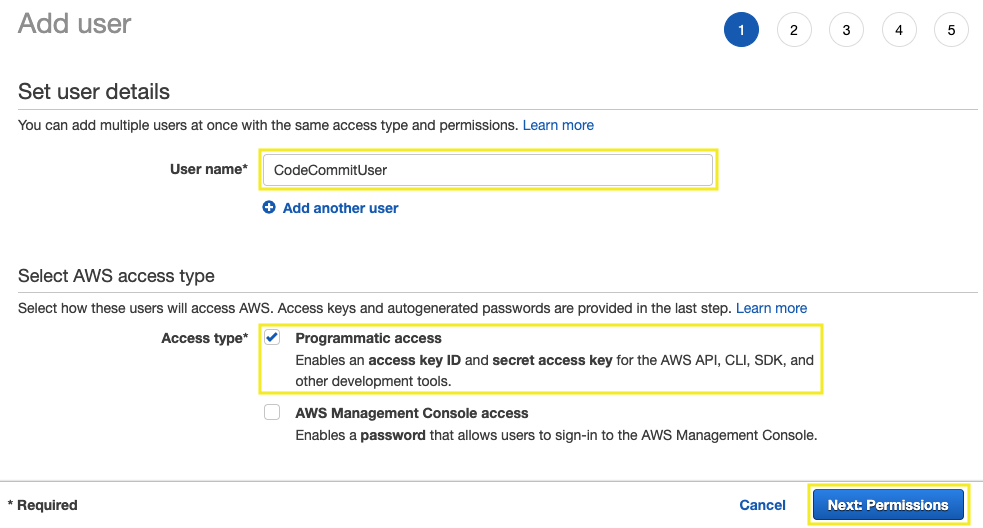 Add user
1 2 3 4 5
Set user details
You can add multiple users at once with the same access type and permissions. Learn more
User name* CodeCommitUser
Add another user
Select AWS access type
Select how these users will access AWS. Access keys and autogenerated passwords are provided in the last step. Learn more
Access type* Programmatic access
Enables an access key ID and secret access key for the AWS API, CLI, SDK, and
other development tools.
AWS Management Console access
Enables a password that allows users to sign-in to the AWS Management Console.
* Required Cancel Next: Permissions